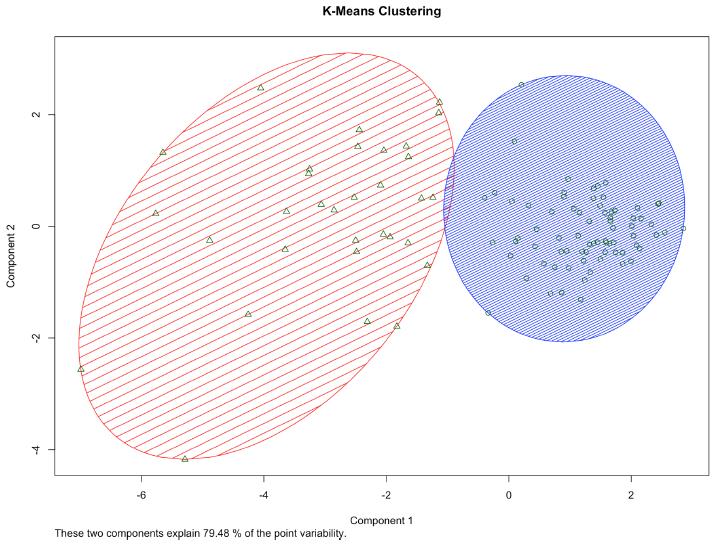 K-Means Clustering
Component 2
2
0
-2
-4
-6
-4
-2
0
2
Component 1
These two components explain 79.48 % of the point variability.